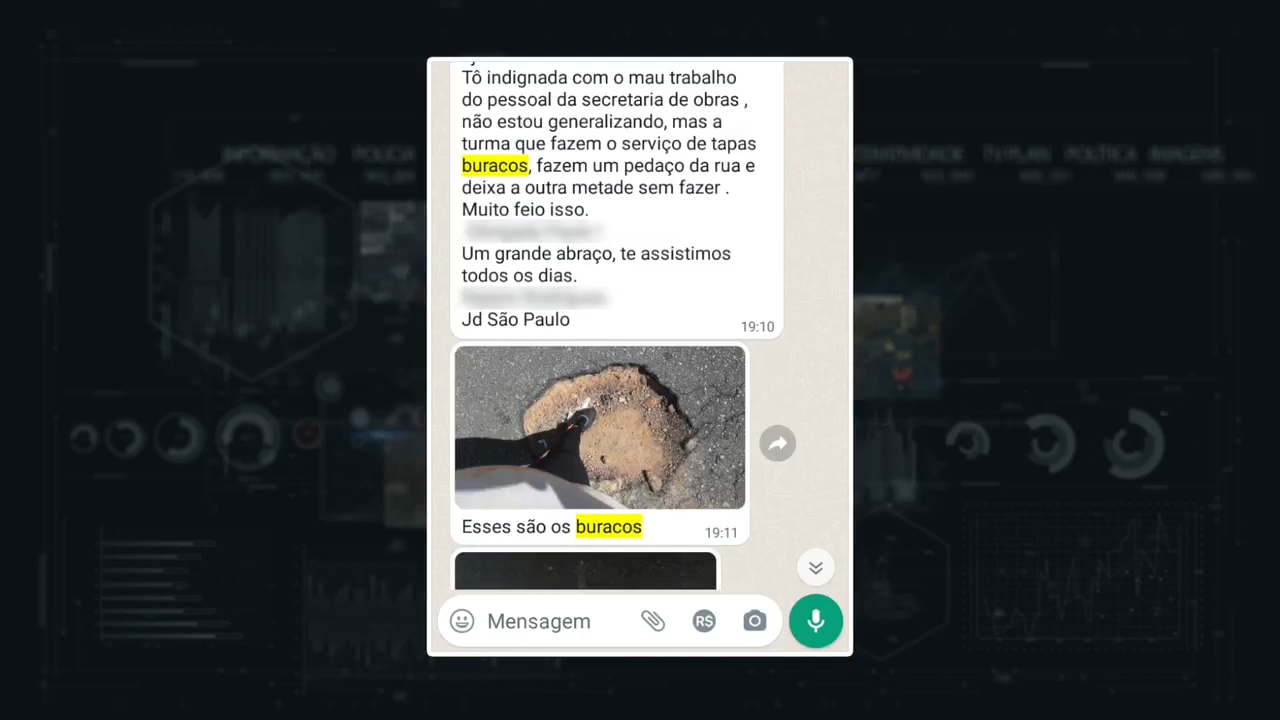 Tô indignada com o mau trabalho
do pessoal da secretaria de obras ,
não estou generalizando, mas a
turma que fazem o serviço de tapas
buracos, fazem um pedaço da rua e
deixa a outra metade sem fazer .
Muito feio isso.
Um grande abraço, te assistimos
todos os dias.
Jd São Paulo
19:10
Esses são os buracos
19:11
Mensagem
R$